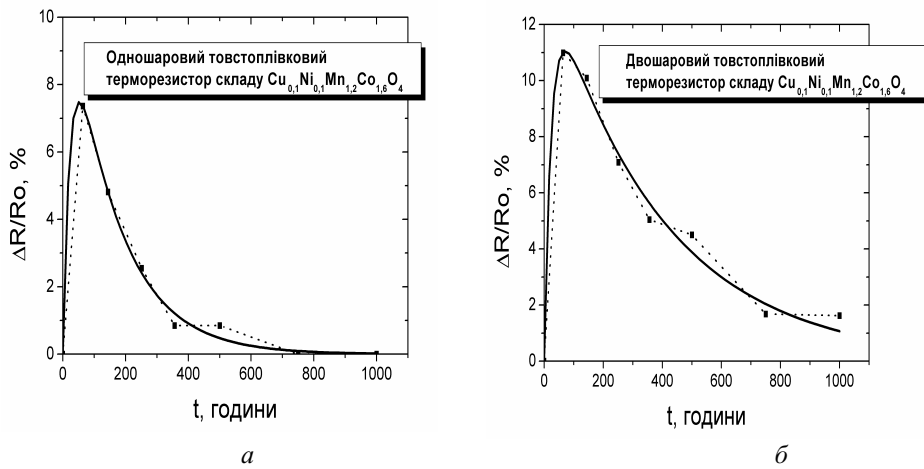 10
8
6
4
2
0
ΔR/Ro, %
Одношаровий товстоплівковий
терморезистор складу Cu0,1Ni0,1Mn1,2Co1,6O4
0 200 400 600 800 1000
t, години
а
12
10
8
6
4
2
0
ΔR/Ro, %
Двошаровий товстоплівковий
терморезистор складу Cu0,1Ni0,1Mn1,2Co1,6O4
0 200 400 600 800 1000
t, години
б